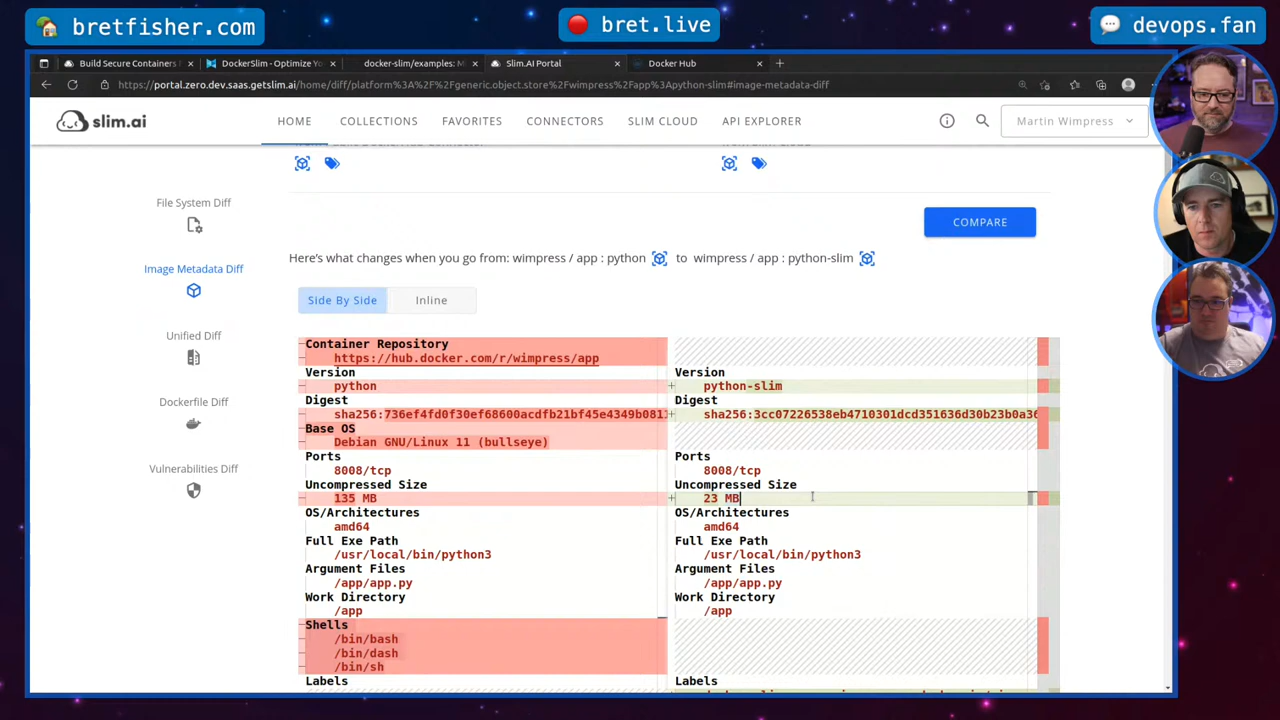 bretfisher.com
bret.live
devops.fan
Build Secure Containers
DockerSlim - Optimize Yo
docker-slim/examples: M
Slim.AI Portal
Docker Hub
https://portal.zero.dev.saas.getslim.ai/home/diff/platform%3A%2F%2Fgeneric.object.store%2Fwimpress%2Fapp%3Apython-slim#image-metadata-diff
slim.ai
HOME
COLLECTIONS
FAVORITES
CONNECTORS
SLIM CLOUD
API EXPLORER
Martin Wimpress
File System Diff
Image Metadata Diff
Unified Diff
Dockerfile Diff
Vulnerabilities Diff
COMPARE
Here's what changes when you go from: wimpress / app : python to wimpress / app : python-slim
Side By Side
Inline
Container Repository
https://hub.docker.com/r/wimpress/app
Version
python
Digest
sha256:736ef4fd0f30ef68600acdfb21bf45e4349b081
Base OS
Debian GNU/Linux 11 (bullseye)
Ports
8008/tcp
Uncompressed Size
135 MB
OS/Architectures
amd64
Full Exe Path
/usr/local/bin/python3
Argument Files
/app/app.py
Work Directory
/app
Shells
/bin/bash
/bin/dash
/bin/sh
Labels
Version
python-slim
Digest
sha256:3cc07226538eb4710301dcd351636d30b23b0a36
Ports
8008/tcp
Uncompressed Size
23 MB
OS/Architectures
amd64
Full Exe Path
/usr/local/bin/python3
Argument Files
/app/app.py
Work Directory
/app
Labels